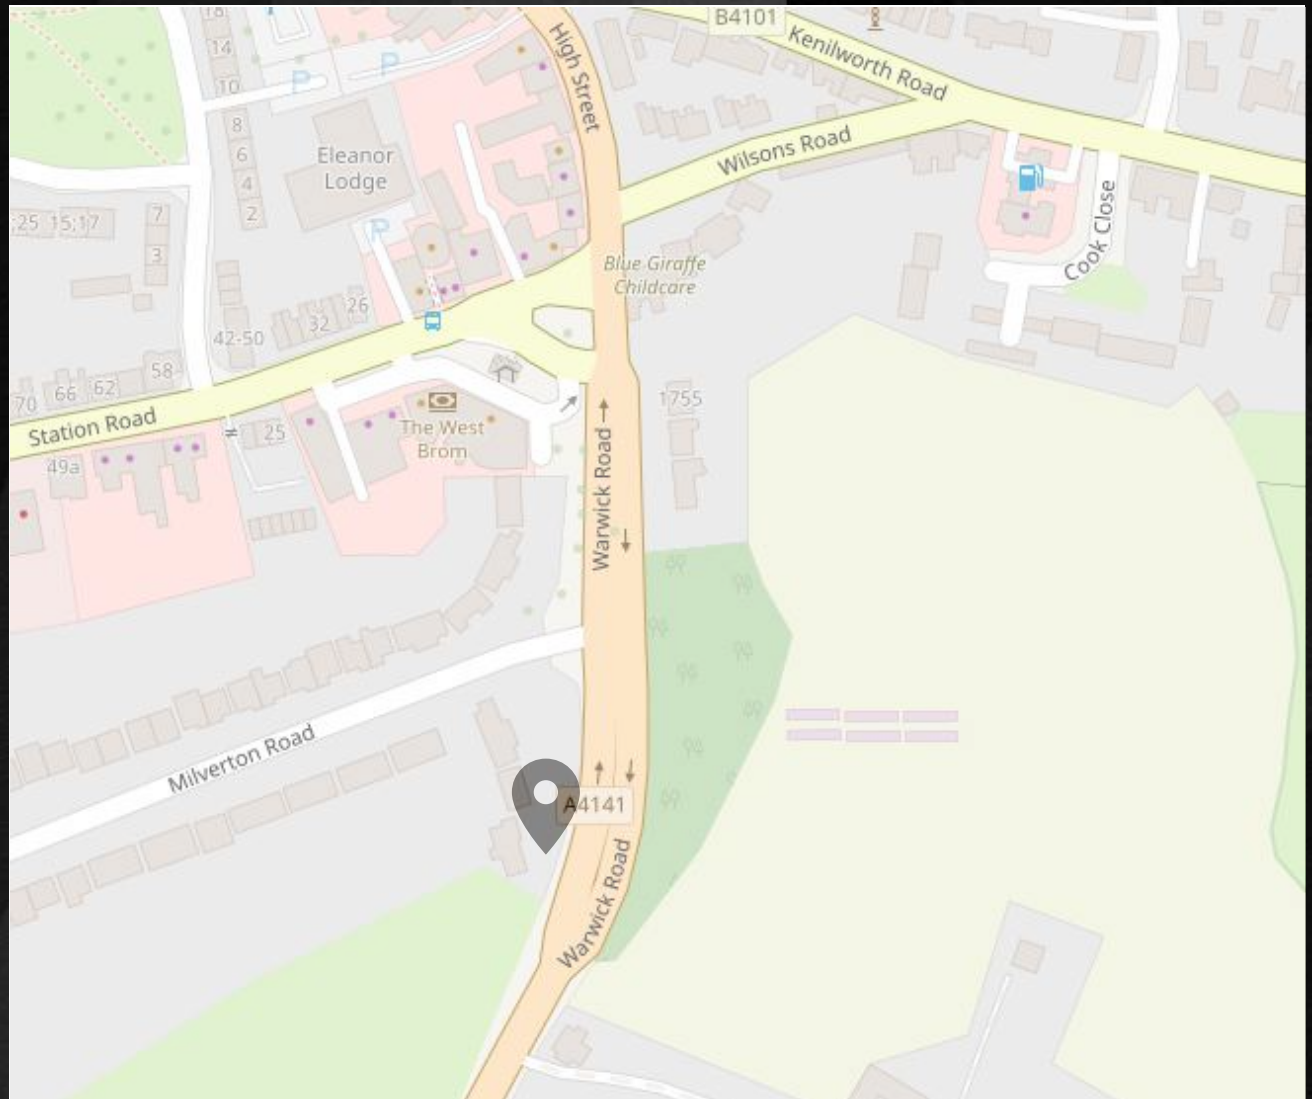 B4101
18
High Street
Kenilworth Road
14
P
P
10
8
Wilsons Road
6
Eleanor
Lodge
4
2
Cook Close
;25 15;17
7
P
3
Blue Giraffe
Childcare
26
32
42-50
58
62
66
70
1755
Station Road
25
The West
Brom
49a
Warwick Road
Milverton Road
A4141
Warwick Road